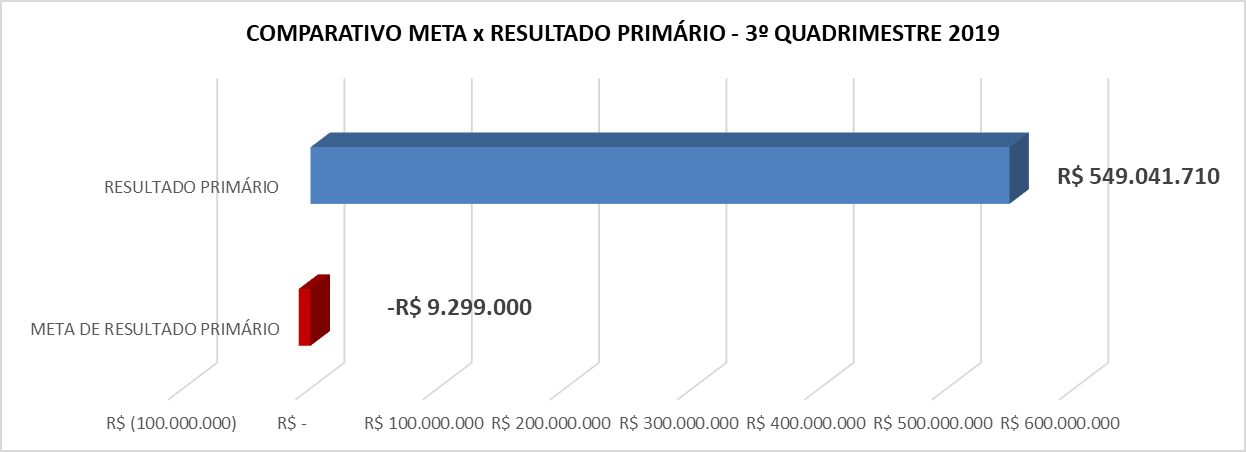 COMPARATIVO META x RESULTADO PRIMÁRIO - 3º QUADRIMESTRE 2019
RESULTADO PRIMÁRIO
R$ 549.041.710
META DE RESULTADO PRIMÁRIO
-R$ 9.299.000
R$ (100.000.000) R$ - R$ 100.000.000 R$ 200.000.000 R$ 300.000.000 R$ 400.000.000 R$ 500.000.000 R$ 600.000.000